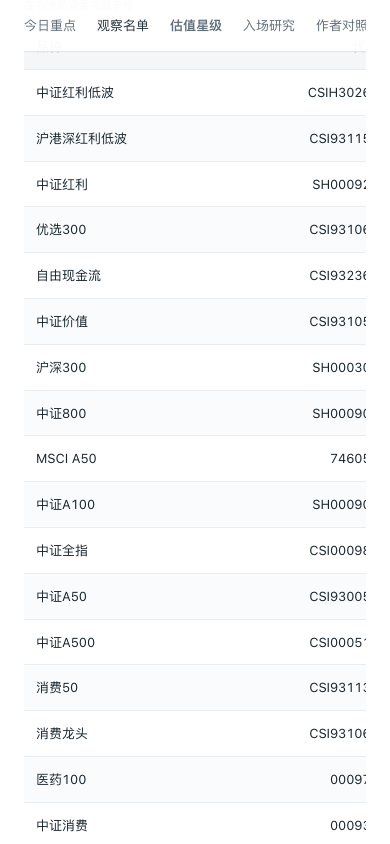 今日重点 观察名单 估值星级 入场研究 作者对照
中证红利低波 CSIH3026
沪港深红利低波 CSI93115
中证红利 SH00092
优选300 CSI93106
自由现金流 CSI93236
中证价值 CSI93105
沪深300 SH00030
中证800 SH00090
MSCI A50 74605
中证A100 SH00090
中证全指 CSI00098
中证A50 CSI93005
中证A500 CSI00051
消费50 CSI93113
消费龙头 CSI93106
医药100 00097
中证消费 00093